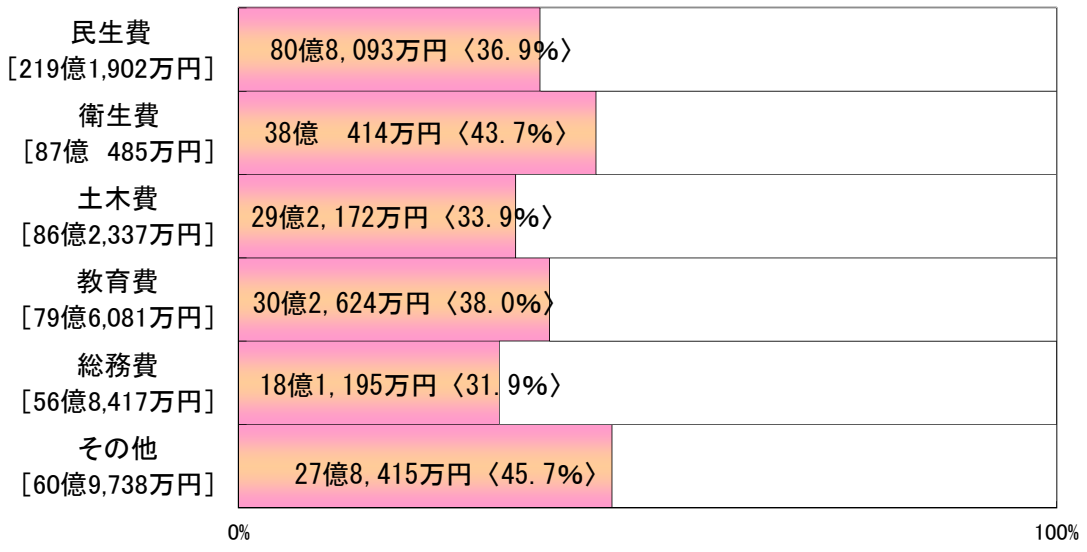 民生費
[219億1,902万円]
80億8,093万円〈36.9%〉
衛生費
[87億　485万円]
38億　414万円〈43.7%〉
土木費
[86億2,337万円]
29億2,172万円〈33.9%〉
教育費
[79億6,081万円]
30億2,624万円〈38.0%〉
総務費
[56億8,417万円]
18億1,195万円〈31.9%〉
その他
[60億9,738万円]
27億8,415万円〈45.7%〉
0%
100%